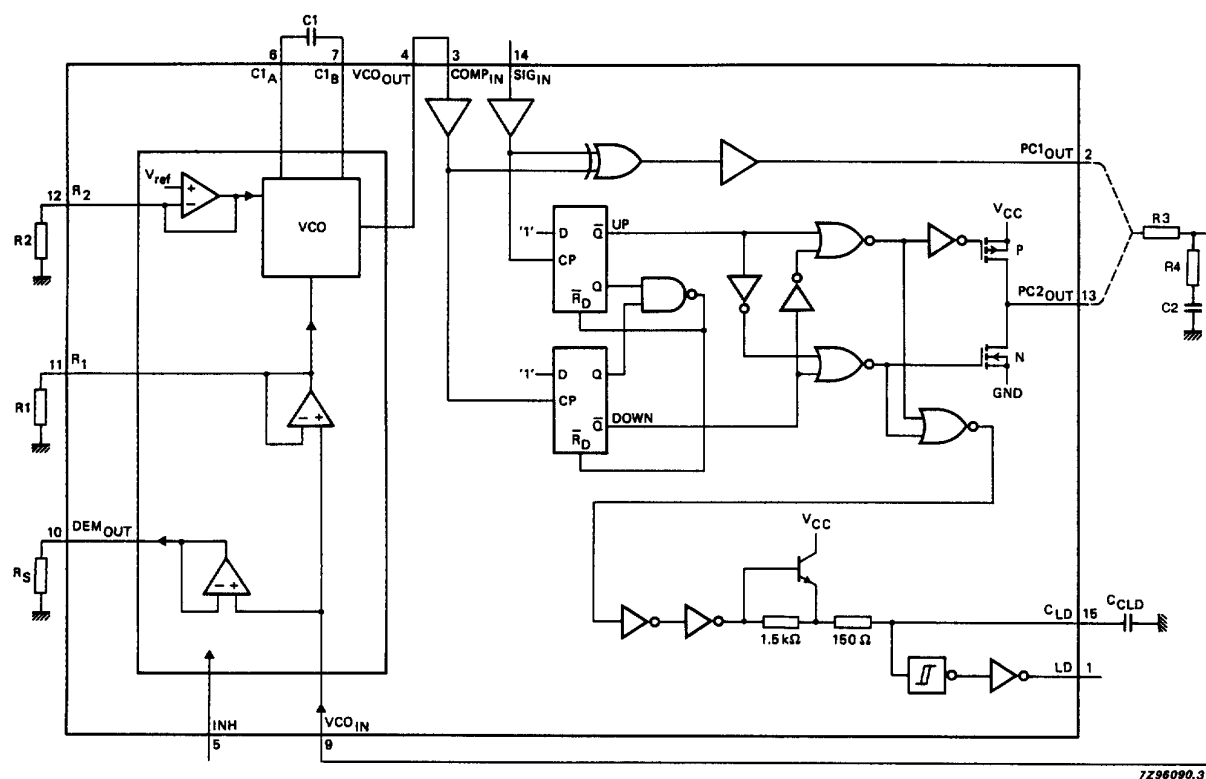 C1
6 7 4 3 14
C1A C1B VCOOUT COMPIN SIGIN
PC1OUT 2
Vref
12 R2
VCO
R2
'1' D Q̅ UP
CP
Q
R̅D
VCC
P
R3
R4
PC2OUT 13
C2
11 R1
R1
'1' D Q
CP
Q̅ DOWN
R̅D
N
GND
10 DEMOUT
RS
VCC
1.5 kΩ 150 Ω
CLD 15
CCLD
LD 1
INH
5
VCOIN
9
7Z96090.3